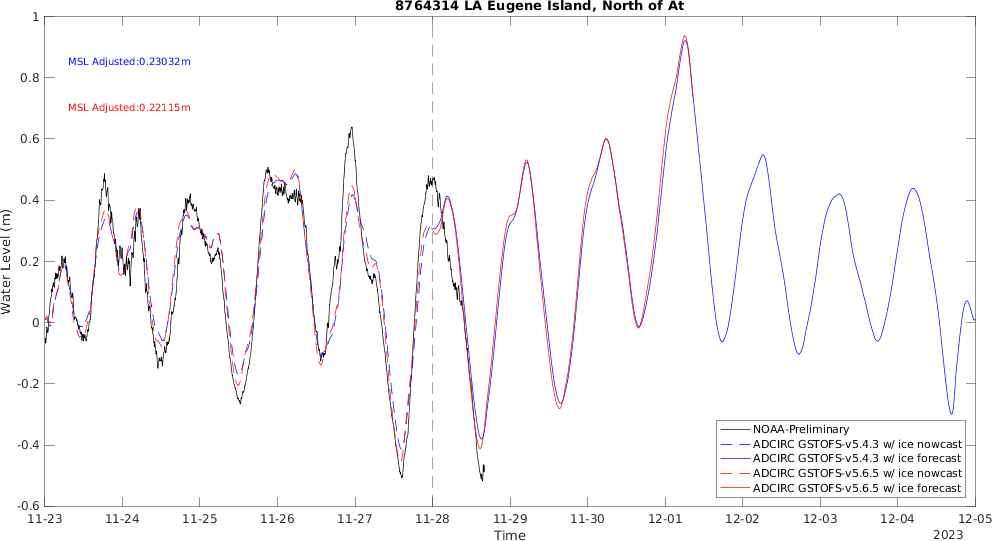 8764314 LA Eugene Island, North of At
MSL Adjusted:0.23032m
MSL Adjusted:0.22115m
Water Level (m)
1
0.8
0.6
0.4
0.2
0
-0.2
-0.4
-0.6
NOAA-Preliminary
ADCIRC GSTOFS-v5.4.3 w/ ice nowcast
ADCIRC GSTOFS-v5.4.3 w/ ice forecast
ADCIRC GSTOFS-v5.6.5 w/ ice nowcast
ADCIRC GSTOFS-v5.6.5 w/ ice forecast
11-23 11-24 11-25 11-26 11-27 11-28 11-29 11-30 12-01 12-02 12-03 12-04 12-05
Time
2023